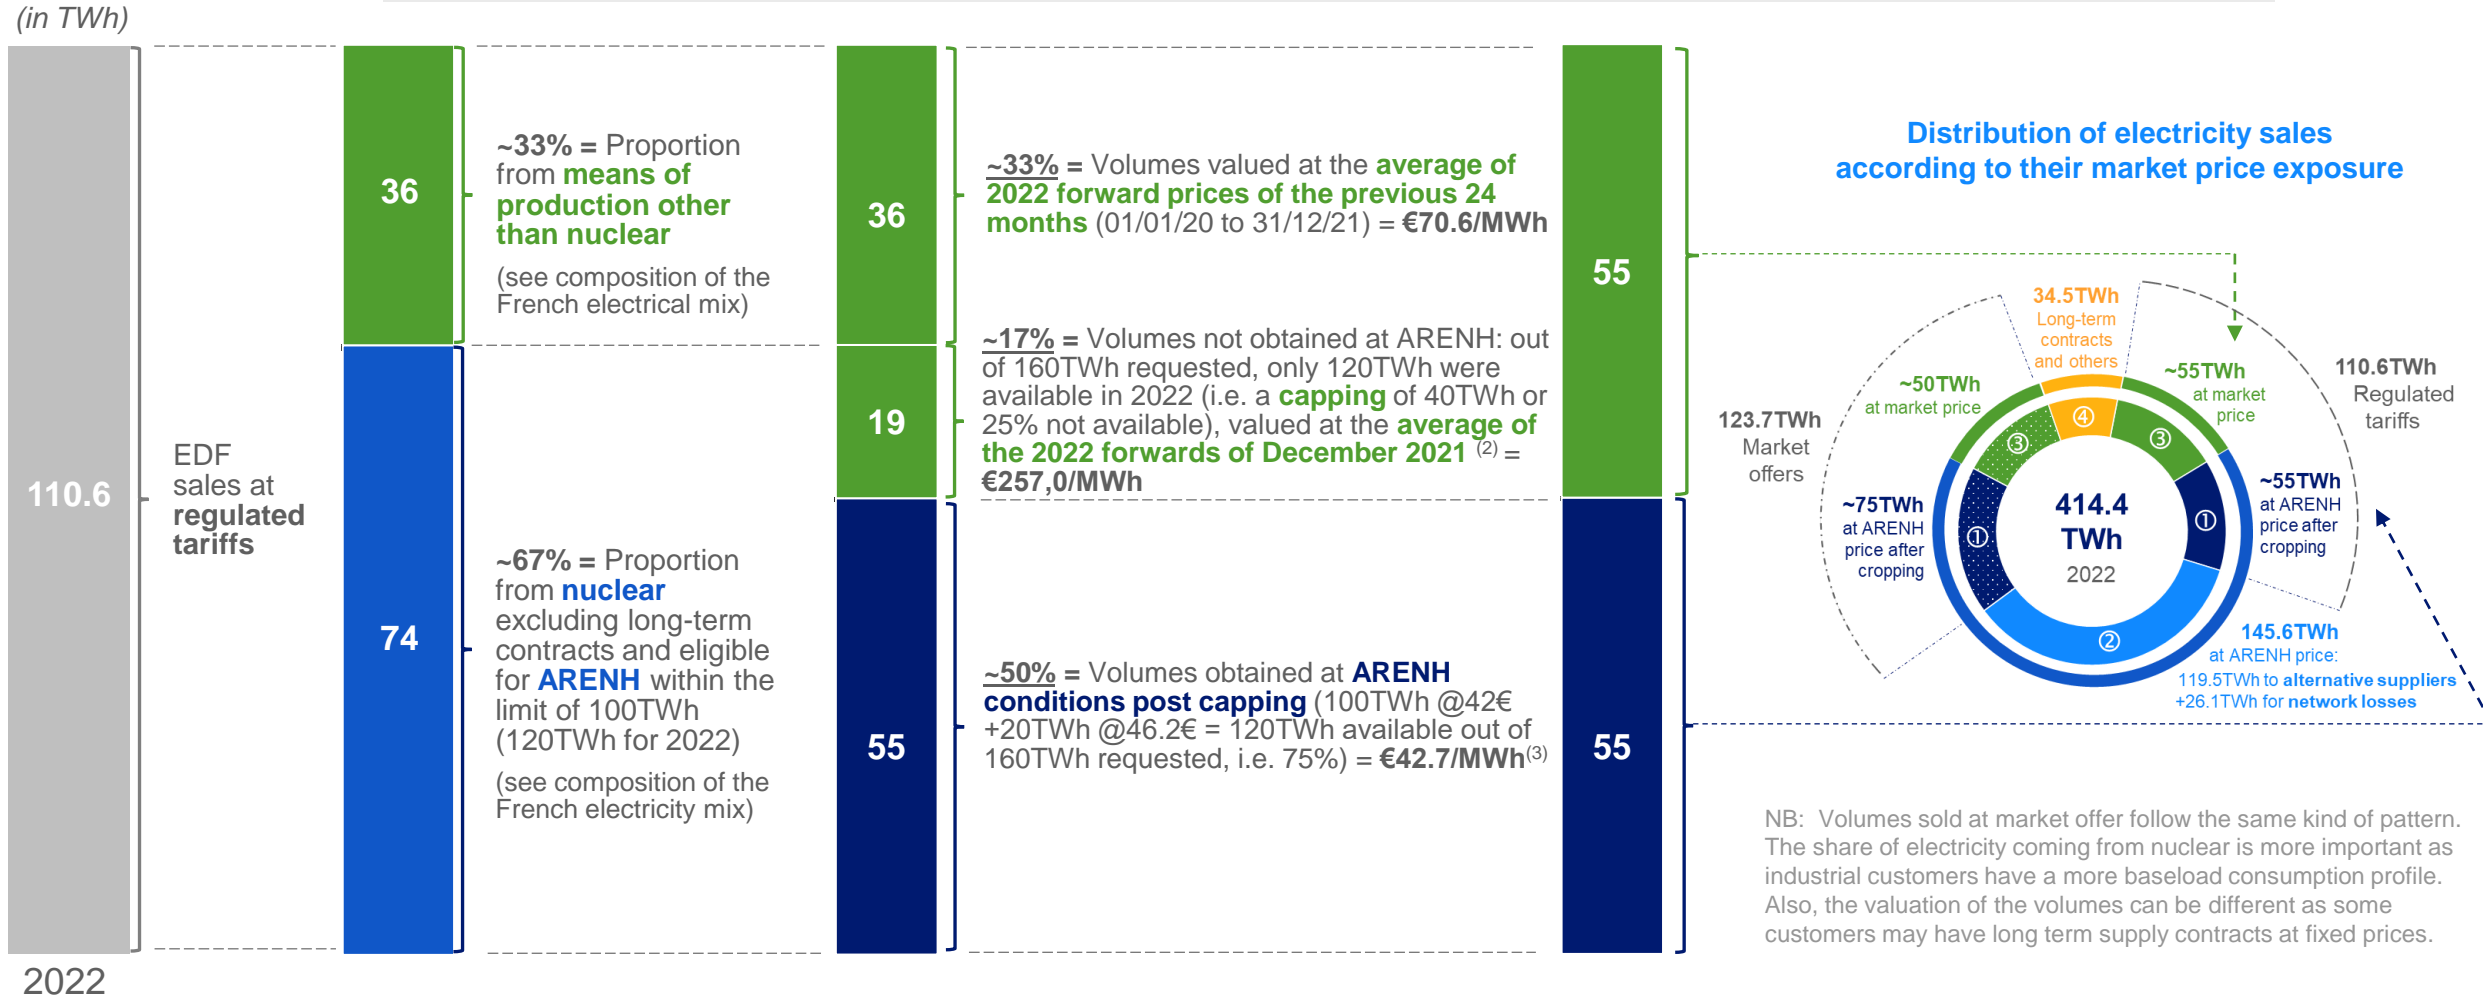 (in TWh)
110.6
2022
EDF
sales at
regulated
tariffs
36
74
~33% = Proportion
from means of
production other
than nuclear
(see composition of the
French electrical mix)
~67% = Proportion
from nuclear
excluding long-term
contracts and eligible
for ARENH within the
limit of 100TWh
(120TWh for 2022)
(see composition of the
French electricity mix)
36
19
55
~33% = Volumes valued at the average of
2022 forward prices of the previous 24
months (01/01/20 to 31/12/21) = €70.6/MWh
~17% = Volumes not obtained at ARENH: out
of 160TWh requested, only 120TWh were
available in 2022 (i.e. a capping of 40TWh or
25% not available), valued at the average of
the 2022 forwards of December 2021 (2) =
€257,0/MWh
~50% = Volumes obtained at ARENH
conditions post capping (100TWh @42€
+20TWh @46.2€ = 120TWh available out of
160TWh requested, i.e. 75%) = €42.7/MWh(3)
55
55
Distribution of electricity sales
according to their market price exposure
34.5TWh
Long-term
contracts
and others
~50TWh
at market price
~55TWh
at market
price
110.6TWh
Regulated
tariffs
123.7TWh
Market
offers
~75TWh
at ARENH
price after
cropping
~55TWh
at ARENH
price after
cropping
④
③
③
①
①
②
414.4
TWh
2022
145.6TWh
at ARENH price:
119.5TWh to alternative suppliers
+26.1TWh for network losses
NB: Volumes sold at market offer follow the same kind of pattern.
The share of electricity coming from nuclear is more important as
industrial customers have a more baseload consumption profile.
Also, the valuation of the volumes can be different as some
customers may have long term supply contracts at fixed prices.